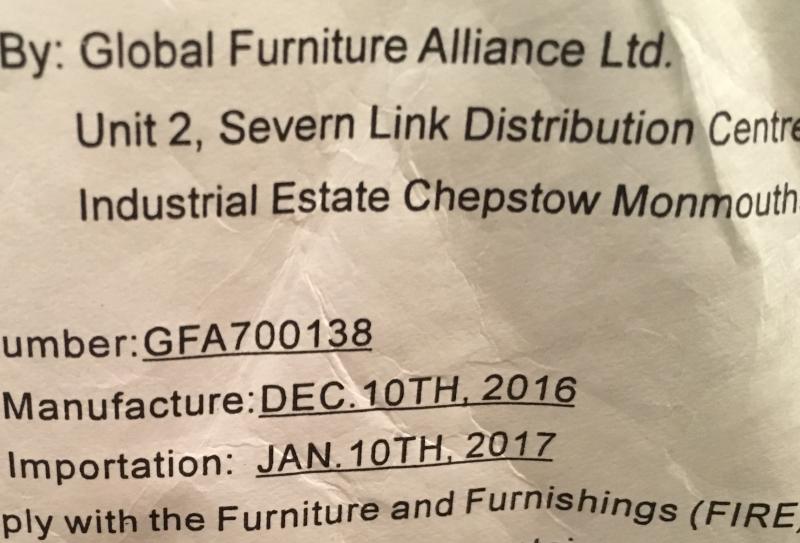 By: Global Furniture Alliance Ltd.
Unit 2, Severn Link Distribution Centre
Industrial Estate Chepstow Monmouth
umber:GFA700138
Manufacture:DEC.10TH, 2016
Importation: JAN.10TH, 2017
ply with the Furniture and Furnishings (FIRE)